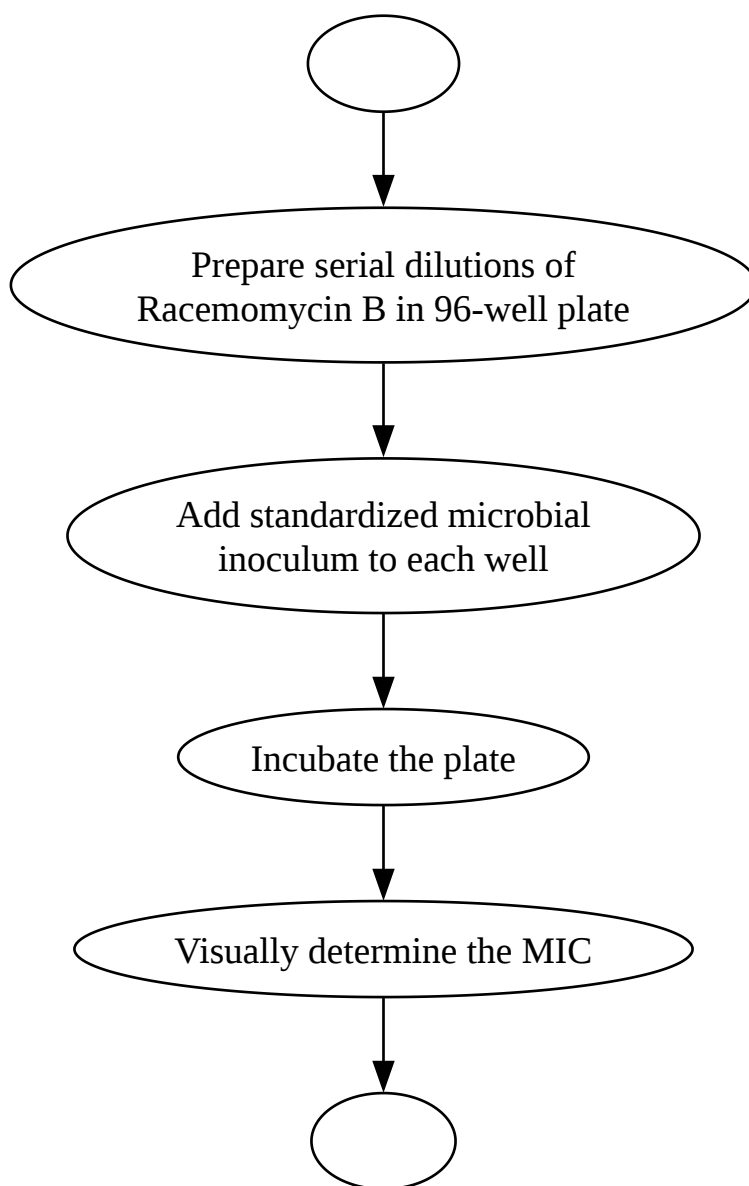 Prepare serial dilutions of
Racemomycin B in 96-well plate
Add standardized microbial
inoculum to each well
Incubate the plate
Visually determine the MIC